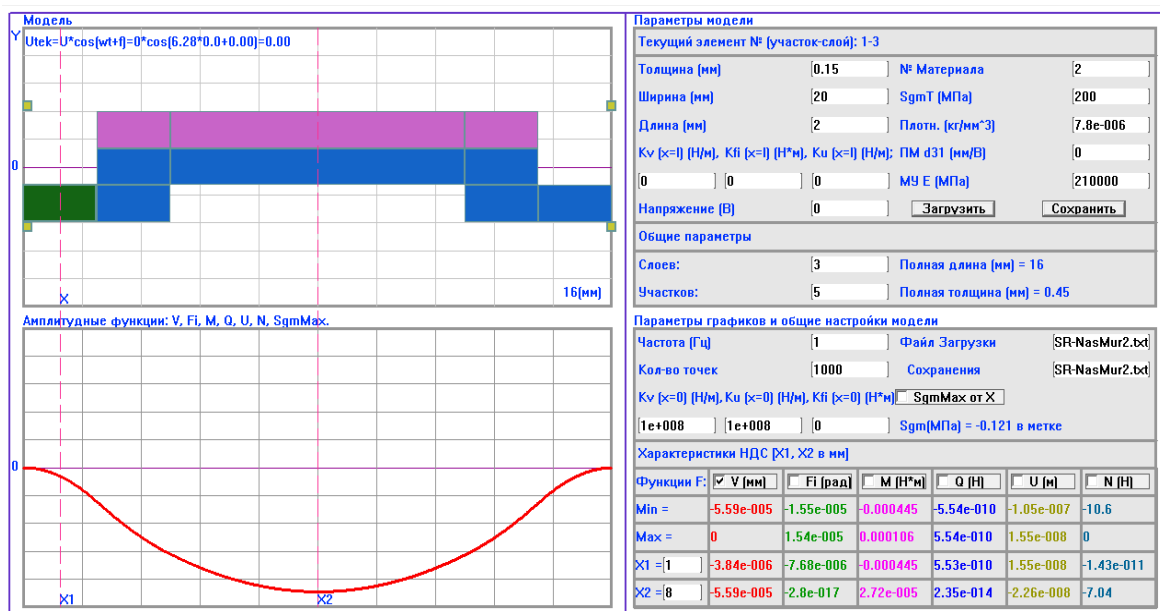 Модель
Y
Utek=U*cos(wt+f)=0*cos(6.28*0.0+0.00)=0.00
0
X
16(мм)
Амплитудные функции: V, Fi, M, Q, U, N, SgmMax.
0
X1
X2
Параметры модели
Текущий элемент № (участок-слой): 1-3
Толщина (мм) 0.15 № Материала 2
Ширина (мм) 20 SgmT (МПа) 200
Длина (мм) 2 Плотн. (кг/мм^3) 7.8e-006
Kv (x=l) (Н/м), Kfi (x=l) (Н*м), Ku (x=l) (Н/м); ПМ d31 (мм/В) 0
0 0 0 МУ E (МПа) 210000
Напряжение (В) 0 Загрузить Сохранить
Общие параметры
Слоев: 3 Полная длина (мм) = 16
Участков: 5 Полная толщина (мм) = 0.45
Параметры графиков и общие настройки модели
Частота (Гц) 1 Файл Загрузки SR-NasMur2.txt
Кол-во точек 1000 Сохранения SR-NasMur2.txt
Kv (x=0) (Н/м), Ku (x=0) (Н/м), Kfi (x=0) (Н*м) SgmMax от X
1e+008 1e+008 0 Sgm(МПа) = -0.121 в метке
Характеристики НДС [X1, X2 в мм]
Функции F: V (мм) Fi (рад) M (Н*м) Q (Н) U (м) N (Н)
Min = -5.59e-005 -1.55e-005 -0.000445 -5.54e-010 -1.05e-007 -10.6
Max = 0 1.54e-005 0.000106 5.54e-010 1.55e-008 0
X1 = 1 -3.84e-006 -7.68e-006 -0.000445 5.53e-010 1.55e-008 -1.43e-011
X2 = 8 -5.59e-005 -2.8e-017 2.72e-005 2.35e-014 -2.26e-008 -7.04